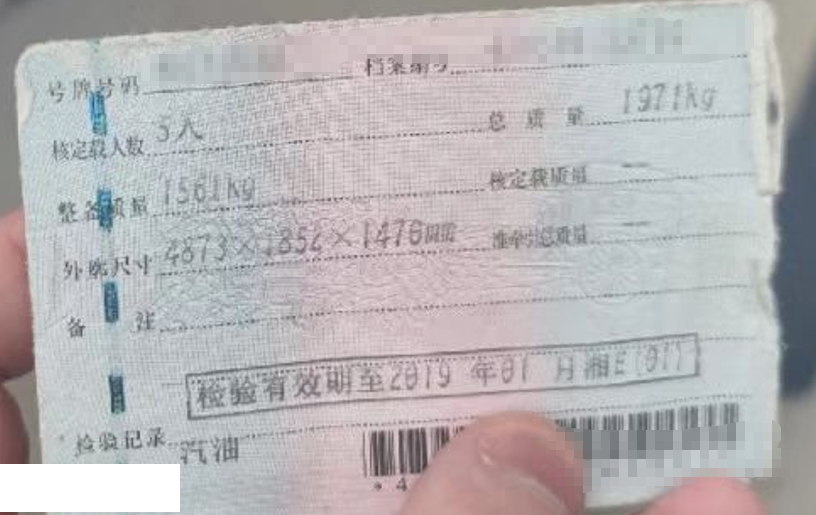 号牌号码 档案编号
核定载人数 5人 总质量 1971kg
整备质量 1561kg 核定载质量 --
外廓尺寸 4873×1852×1476mm 准牵引总质量 --
备注
检验有效期至2019年01月湘E(01)
检验记录 汽油
*4